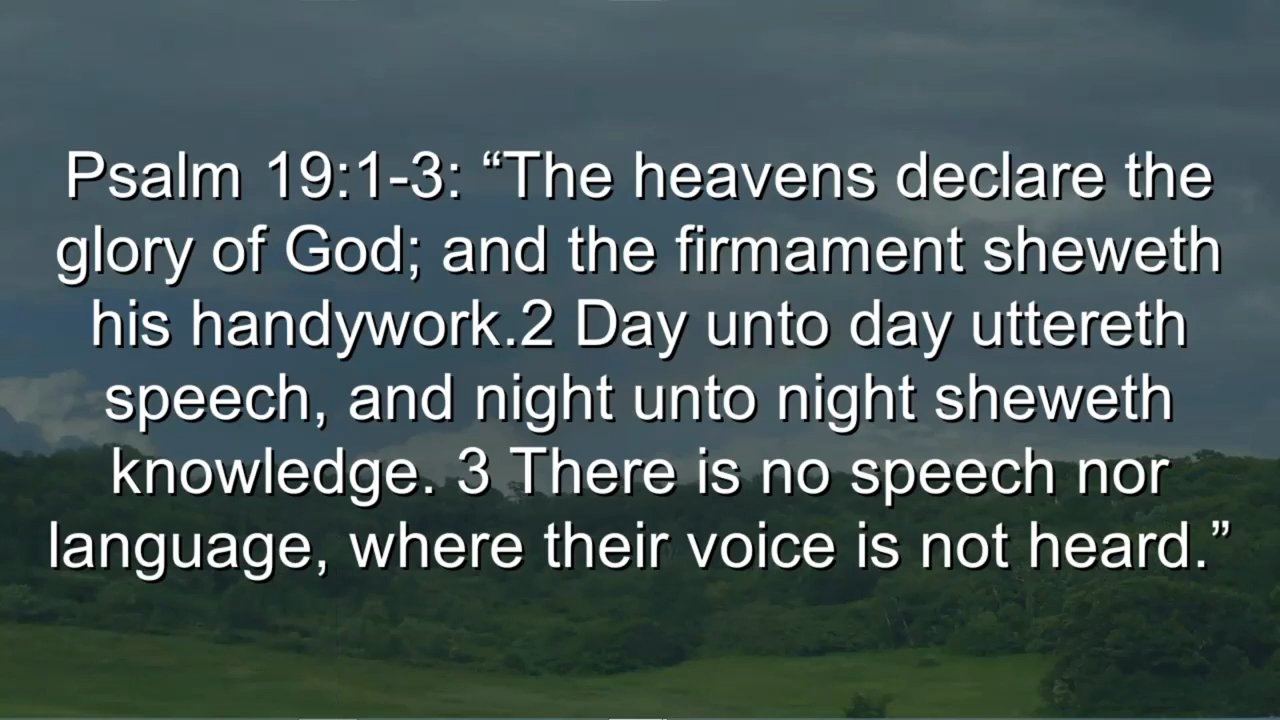 Psalm 19:1-3: “The heavens declare the
glory of God; and the firmament sheweth
his handywork.2 Day unto day uttereth
speech, and night unto night sheweth
knowledge. 3 There is no speech nor
language, where their voice is not heard.”